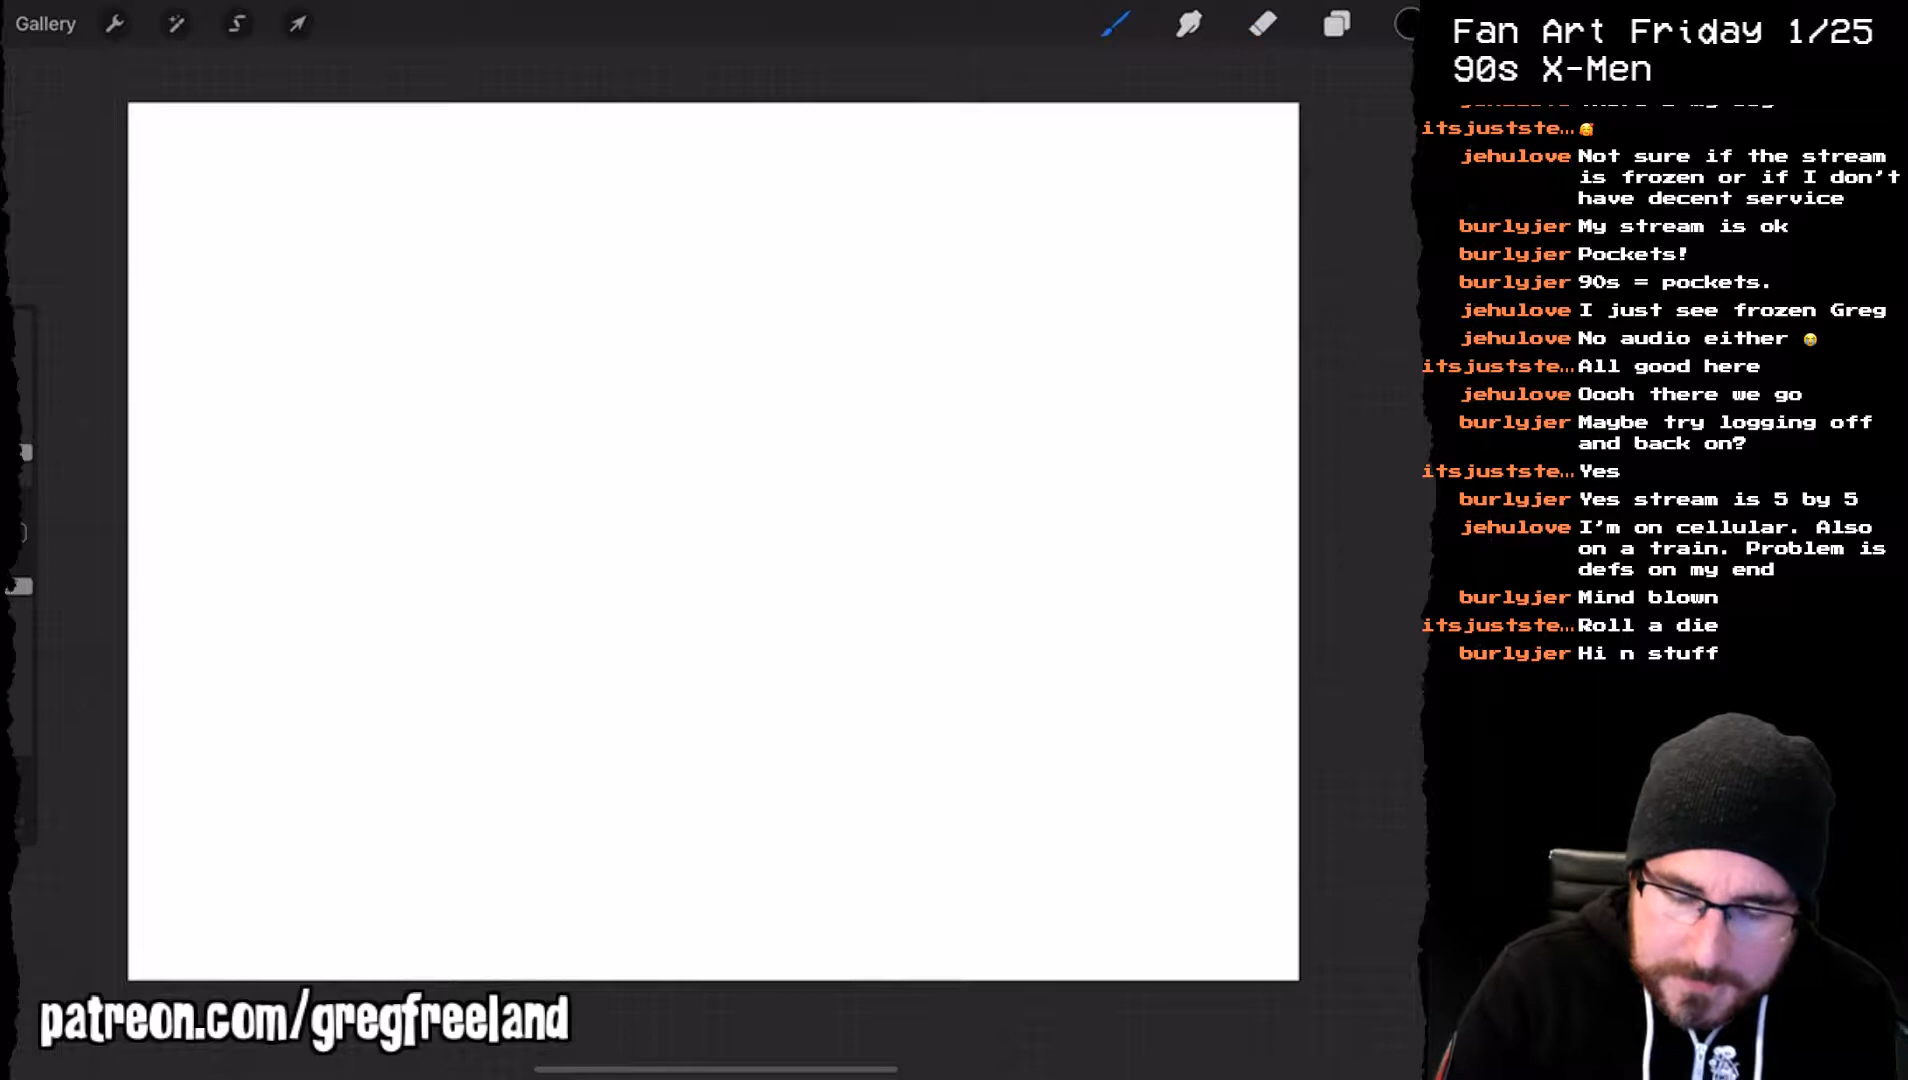 Gallery
Fan Art Friday 1/25
90s X-Men
itsjustste…🥰
jehulove Not sure if the stream
is frozen or if I don't
have decent service
burlyjer My stream is ok
burlyjer Pockets!
burlyjer 90s = pockets.
jehulove I just see frozen Greg
jehulove No audio either 😭
itsjustste…All good here
jehulove Oooh there we go
burlyjer Maybe try logging off
and back on?
itsjustste…Yes
burlyjer Yes stream is 5 by 5
jehulove I'm on cellular. Also
on a train. Problem is
defs on my end
burlyjer Mind blown
itsjustste…Roll a die
burlyjer Hi n stuff
patreon.com/gregfreeland